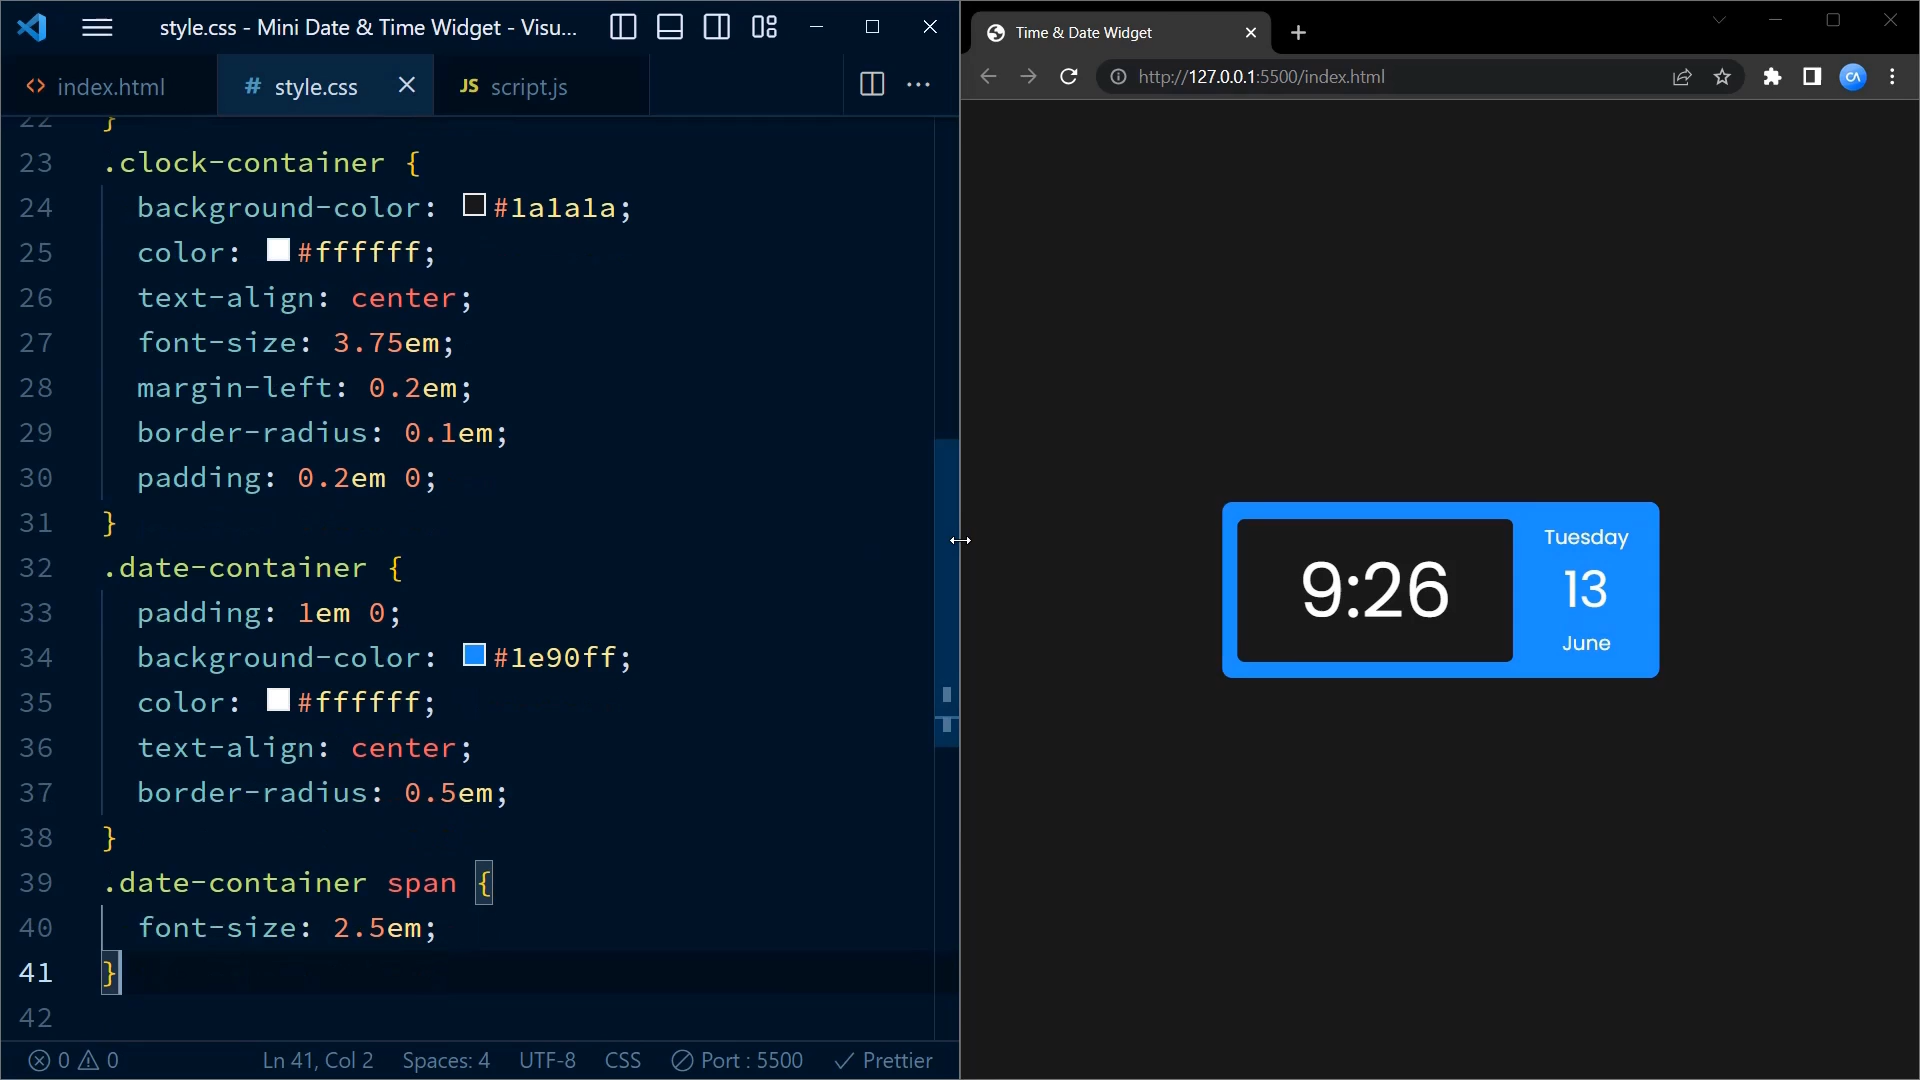 style.css - Mini Date & Time Widget - Visu...
index.html
# style.css
JS script.js
22 }
23 .clock-container {
24 background-color: #1a1a1a;
25 color: #ffffff;
26 text-align: center;
27 font-size: 3.75em;
28 margin-left: 0.2em;
29 border-radius: 0.1em;
30 padding: 0.2em 0;
31 }
32 .date-container {
33 padding: 1em 0;
34 background-color: #1e90ff;
35 color: #ffffff;
36 text-align: center;
37 border-radius: 0.5em;
38 }
39 .date-container span {
40 font-size: 2.5em;
41 }
42
0 0 Ln 41, Col 2 Spaces: 4 UTF-8 CSS Port : 5500 Prettier
Time & Date Widget
http://127.0.0.1:5500/index.html
CA
9:26
Tuesday
13
June